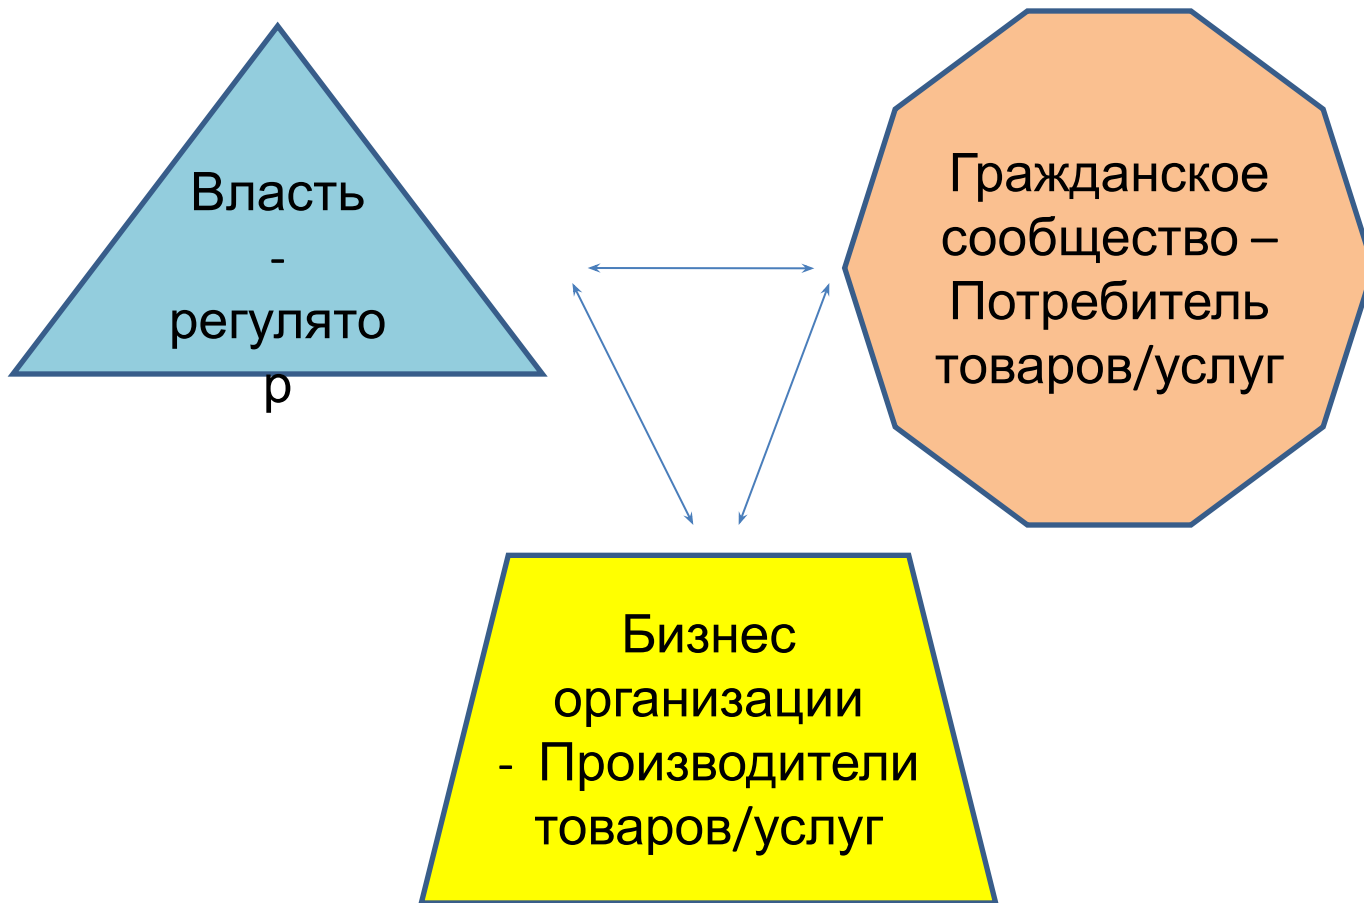 Власть
-
регулято
р
Гражданское
сообщество –
Потребитель
товаров/услуг
Бизнес
организации
- Производители
товаров/услуг